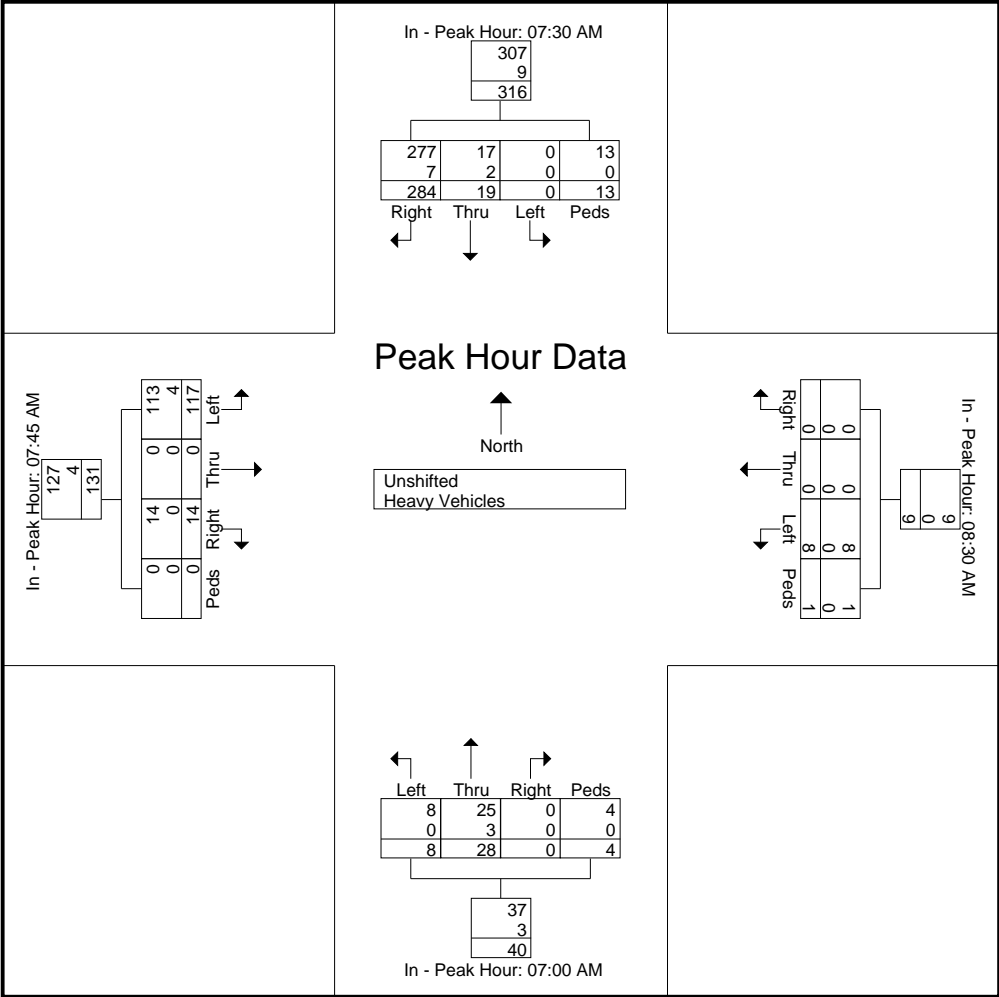 In - Peak Hour: 07:30 AM
307
9
316
277 17 0 13
7 2 0 0
284 19 0 13
Right Thru Left Peds
Peak Hour Data
North
Unshifted
Heavy Vehicles
In - Peak Hour: 07:45 AM
127
4
131
113 0 14 0
4 0 0 0
117 0 14 0
Left Thru Right Peds
In - Peak Hour: 08:30 AM
9
0
9
0 0 8 1
0 0 0 0
0 0 8 1
Right Thru Left Peds
Left Thru Right Peds
8 25 0 4
0 3 0 0
8 28 0 4
37
3
40
In - Peak Hour: 07:00 AM